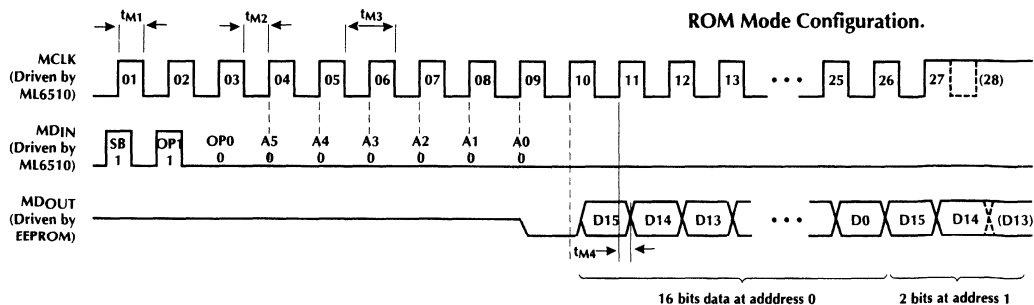 ROM Mode Configuration.
tM1 tM2 tM3
MCLK
(Driven by
ML6510)
01 02 03 04 05 06 07 08 09 10 11 12 13 • • • 25 26 27 (28)
MDIN
(Driven by
ML6510)
SB OP1 OP0 A5 A4 A3 A2 A1 A0
1 1 0 0 0 0 0 0 0
MDOUT
(Driven by
EEPROM)
D15 D14 D13 • • • D0 D15 D14 (D13)
tM4
16 bits data at adddress 0 2 bits at address 1